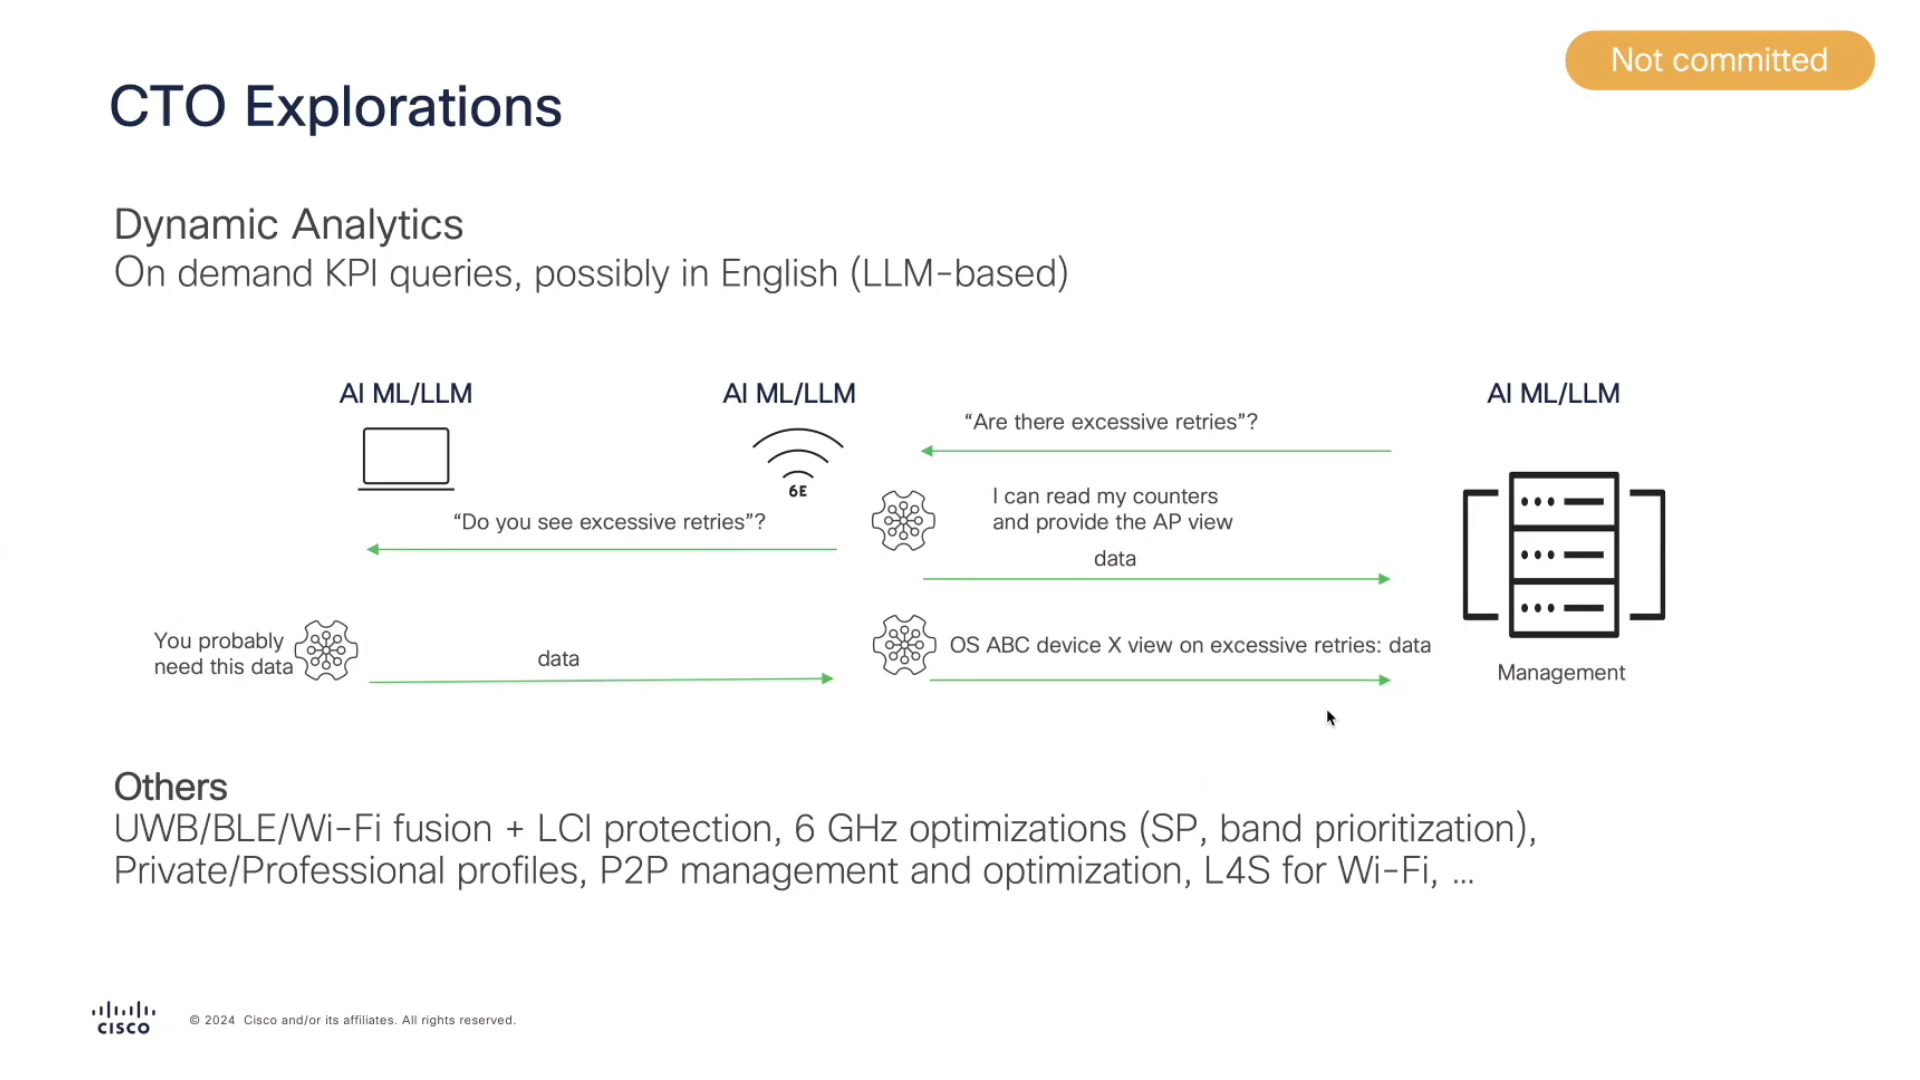 Not committed
CTO Explorations
Dynamic Analytics
On demand KPI queries, possibly in English (LLM-based)
AI ML/LLM
AI ML/LLM
AI ML/LLM
“Are there excessive retries”?
6E
I can read my counters
and provide the AP view
“Do you see excessive retries”?
data
You probably
need this data
data
OS ABC device X view on excessive retries: data
Management
Others
UWB/BLE/Wi-Fi fusion + LCI protection, 6 GHz optimizations (SP, band prioritization),
Private/Professional profiles, P2P management and optimization, L4S for Wi-Fi, ...
CISCO
© 2024 Cisco and/or its affiliates. All rights reserved.